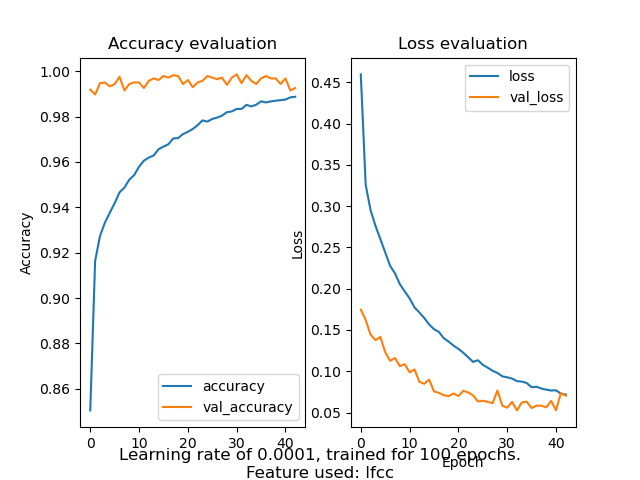 Accuracy evaluation
1.00
0.98
0.96
0.94
0.92
0.90
0.88
0.86
Accuracy
accuracy
val_accuracy
0 10 20 30 40
Loss evaluation
0.45
0.40
0.35
0.30
0.25
0.20
0.15
0.10
0.05
Loss
loss
val_loss
0 10 20 30 40
Epoch
Learning rate of 0.0001, trained for 100 epochs.
Feature used: lfcc